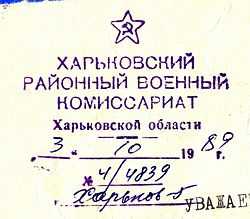 ХАРЬКОВСКИЙ
РАЙОННЫЙ ВОЕННЫЙ
КОМИССАРИАТ
Харьковской области
„3“ 10 1989 г.
№ 4/4839
г. Харьков-5
УВАЖАЕ